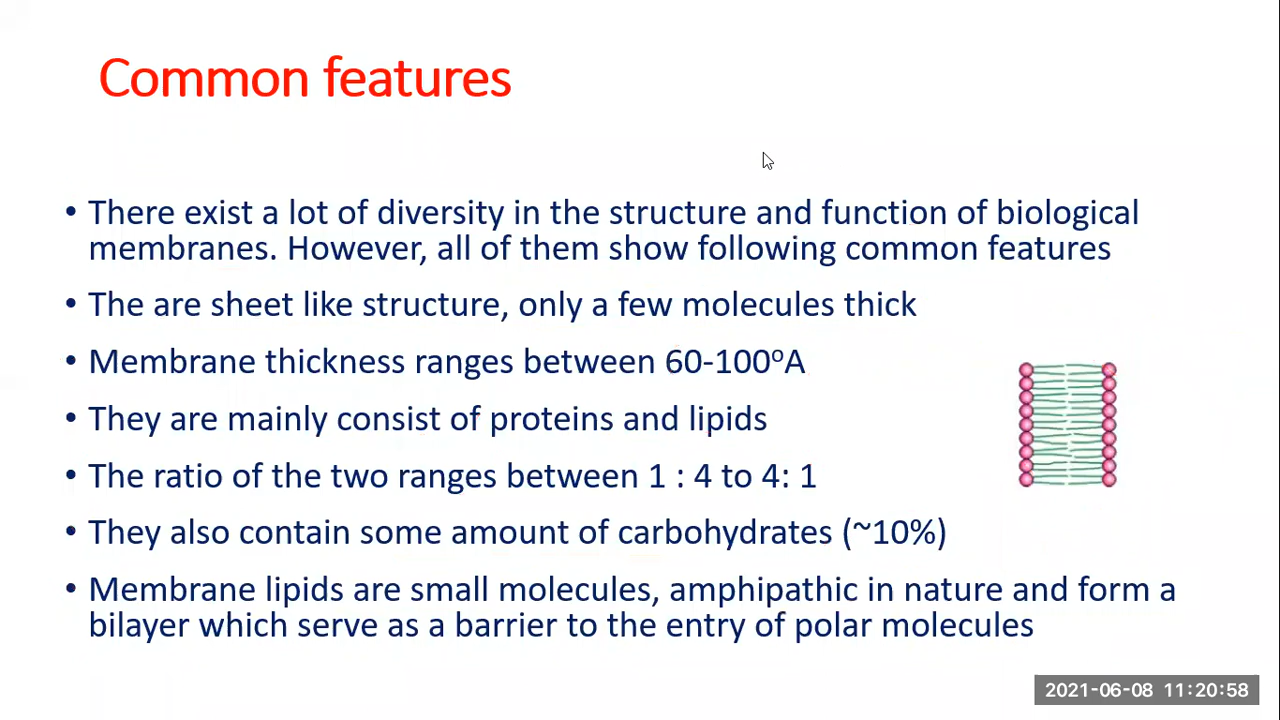 Common features
• There exist a lot of diversity in the structure and function of biological
membranes. However, all of them show following common features
• The are sheet like structure, only a few molecules thick
• Membrane thickness ranges between 60-100ºA
• They are mainly consist of proteins and lipids
• The ratio of the two ranges between 1 : 4 to 4: 1
• They also contain some amount of carbohydrates (~10%)
• Membrane lipids are small molecules, amphipathic in nature and form a
bilayer which serve as a barrier to the entry of polar molecules
2021-06-08 11:20:58